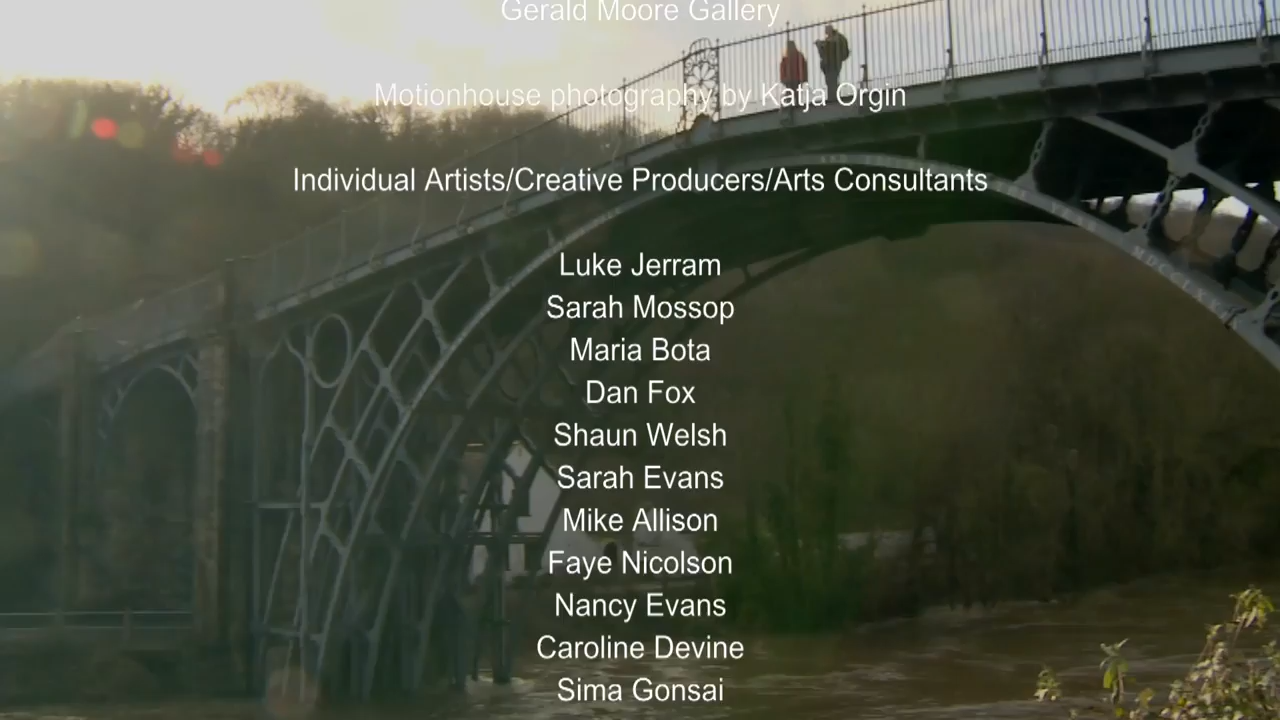 Gerald Moore Gallery
Motionhouse photography by Katja Orgin
Individual Artists/Creative Producers/Arts Consultants
Luke Jerram
Sarah Mossop
Maria Bota
Dan Fox
Shaun Welsh
Sarah Evans
Mike Allison
Faye Nicolson
Nancy Evans
Caroline Devine
Sima Gonsai